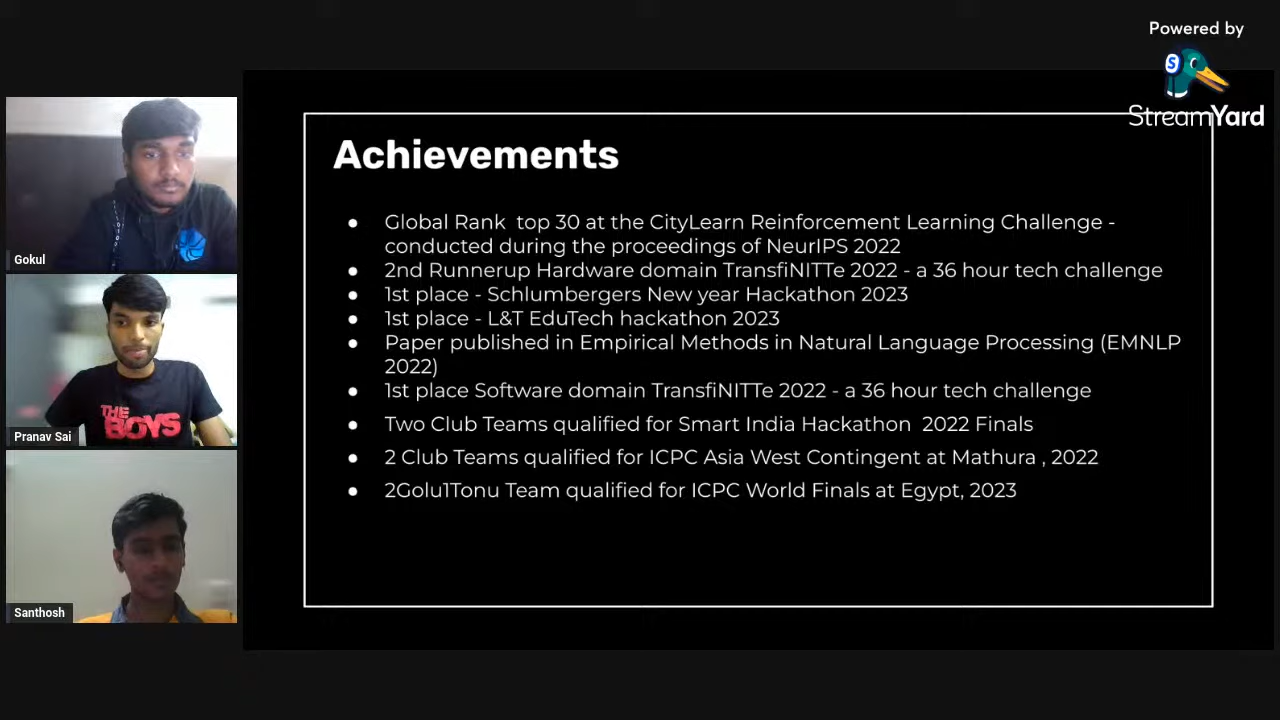 Powered by
StreamYard
Achievements
● Global Rank  top 30 at the CityLearn Reinforcement Learning Challenge -
conducted during the proceedings of NeurIPS 2022
● 2nd Runnerup Hardware domain TransfiNITTe 2022 - a 36 hour tech challenge
● 1st place - Schlumbergers New year Hackathon 2023
● 1st place - L&T EduTech hackathon 2023
● Paper published in Empirical Methods in Natural Language Processing (EMNLP
2022)
● 1st place Software domain TransfiNITTe 2022 - a 36 hour tech challenge
● Two Club Teams qualified for Smart India Hackathon  2022 Finals
● 2 Club Teams qualified for ICPC Asia West Contingent at Mathura , 2022
● 2Golu1Tonu Team qualified for ICPC World Finals at Egypt, 2023
Gokul
THE
BOYS
Pranav Sai
Santhosh